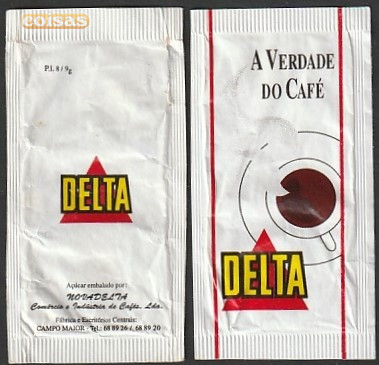 coisas
P.I. 8 / 9g
DELTA
Açúcar embalado por:
NOVADELTA
Comércio e Indústria de Cafés, Lda.
Fábrica e Escritórios Centrais:
CAMPO MAIOR - Tel.: 68 89 26 / 68 89 20
A VERDADE
DO CAFÉ
DELTA